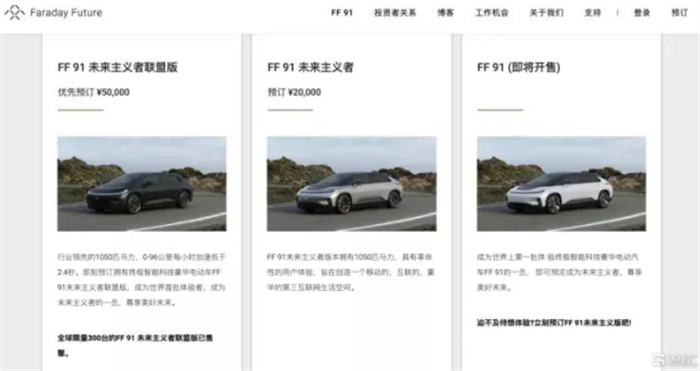 Faraday Future
FF 91 投资者关系 博客 工作机会 关于我们 支持 | 登录 预订
FF 91 未来主义者联盟版
优先预订 ¥50,000
行业领先的1050匹马力，0-96公里每小时加速低于
2.4秒。即刻预订拥有终极智能科技豪华电动车FF
91未来主义者联盟版，成为世界首批体验者，成为
未来主义者的一员，尊享美好未来。
全球限量300台的FF 91 未来主义者联盟版已售
罄。
FF 91 未来主义者
预订 ¥20,000
FF 91未来主义者版本拥有1050匹马力，具有革命
性的用户体验，旨在创造一个移动的，互联的，豪
华的第三互联网生活空间。
FF 91 (即将开售)
成为世界上第一批体 验终极智能科技奢华电动汽
车FF 91的一员， 即可预定成为未来主义者，尊享
美好未来。
迫不及待想体验?立刻预订FF 91未来主义版吧!